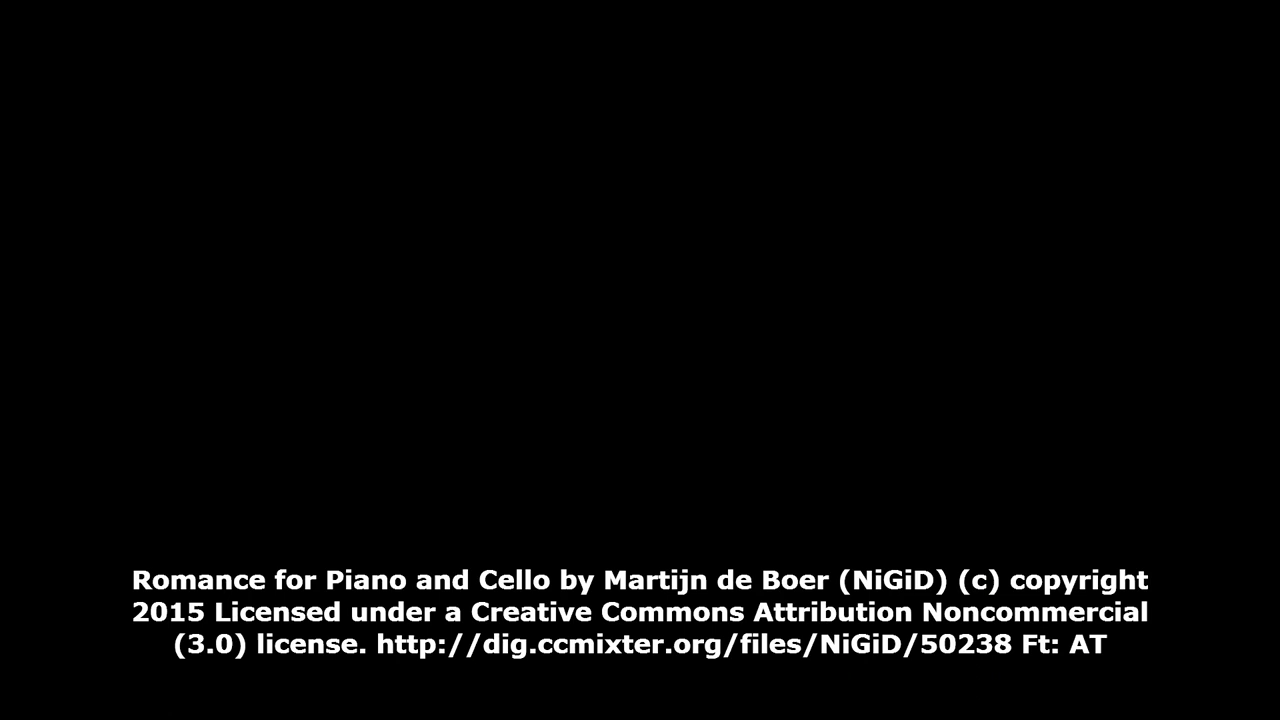 Romance for Piano and Cello by Martijn de Boer (NiGiD) (c) copyright
2015 Licensed under a Creative Commons Attribution Noncommercial
(3.0) license. http://dig.ccmixter.org/files/NiGiD/50238 Ft: AT